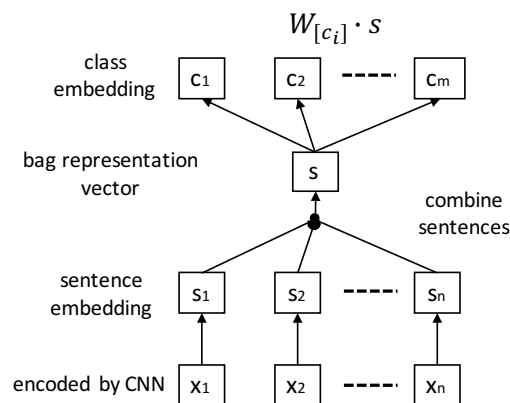 W[ci] · s
class
embedding
c1 c2 cm
bag representation
vector
s
combine
sentences
sentence
embedding
s1 s2 sn
encoded by CNN
x1 x2 xn